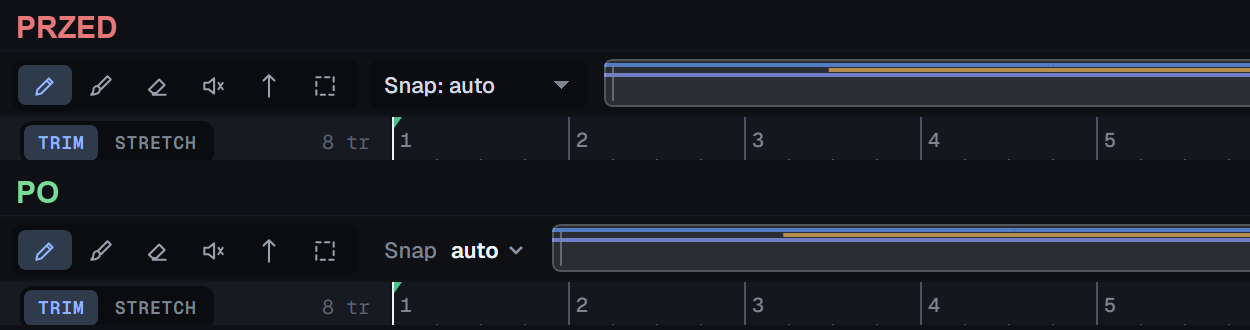 PRZED
Snap: auto
TRIM STRETCH 8 tr 1 2 3 4 5
PO
Snap auto
TRIM STRETCH 8 tr 1 2 3 4 5